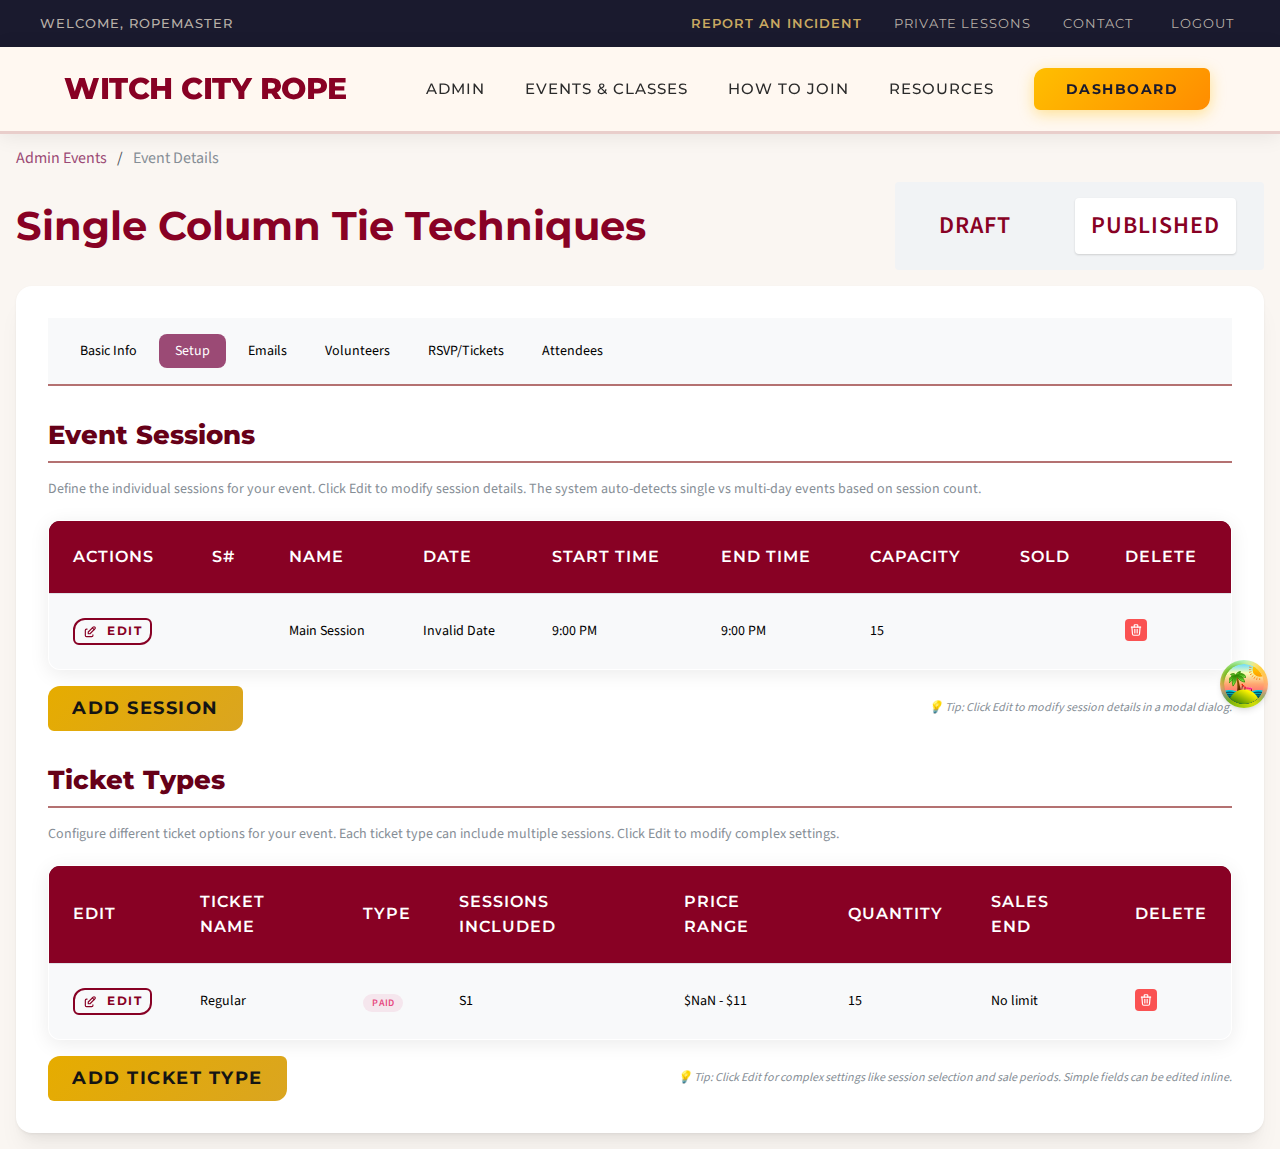 WELCOME, ROPEMASTER
REPORT AN INCIDENT
PRIVATE LESSONS
CONTACT
LOGOUT
WITCH CITY ROPE
ADMIN
EVENTS & CLASSES
HOW TO JOIN
RESOURCES
DASHBOARD
Admin Events / Event Details
Single Column Tie Techniques
DRAFT
PUBLISHED
Basic Info
Setup
Emails
Volunteers
RSVP/Tickets
Attendees
Event Sessions
Define the individual sessions for your event. Click Edit to modify session details. The system auto-detects single vs multi-day events based on session count.
ACTIONS S# NAME DATE START TIME END TIME CAPACITY SOLD DELETE
EDIT Main Session Invalid Date 9:00 PM 9:00 PM 15
ADD SESSION
💡 Tip: Click Edit to modify session details in a modal dialog.
Ticket Types
Configure different ticket options for your event. Each ticket type can include multiple sessions. Click Edit to modify complex settings.
EDIT TICKET NAME TYPE SESSIONS INCLUDED PRICE RANGE QUANTITY SALES END DELETE
EDIT Regular PAID S1 $NaN - $11 15 No limit
ADD TICKET TYPE
💡 Tip: Click Edit for complex settings like session selection and sale periods. Simple fields can be edited inline.